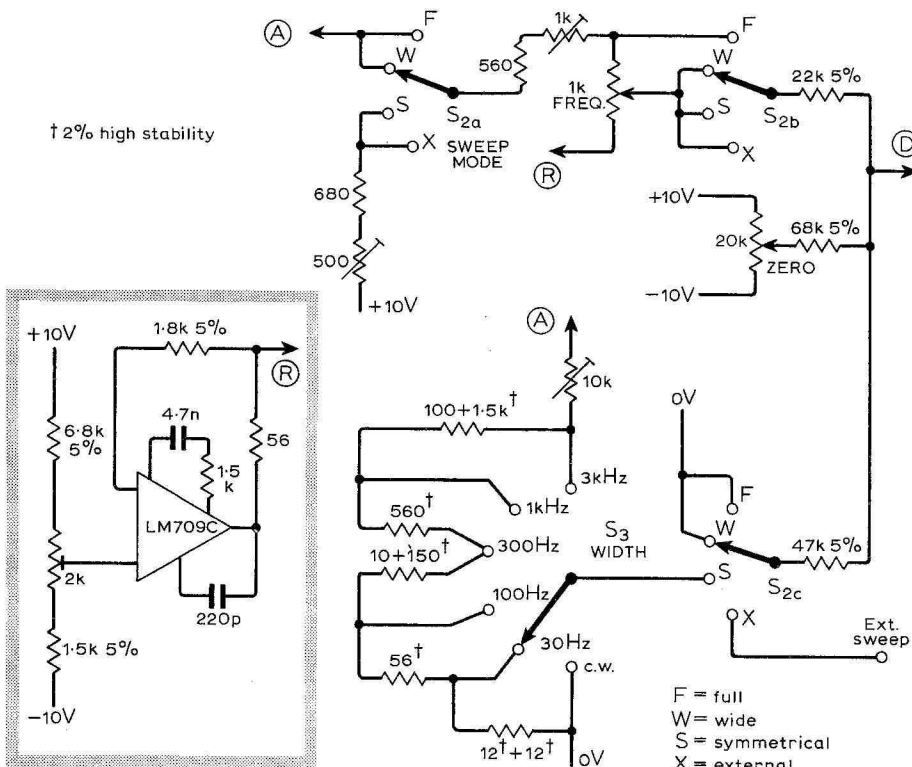 A
F
1k
F
W
560
W
1k
FREQ.
22k 5%
S
S2a
S
S2b
† 2% high stability
X
SWEEP
MODE
R
X
D
680
+10V
20k
68k 5%
500
ZERO
+10V
-10V
A
1·8k 5%
+10V
R
10k
0V
100+1·5k†
4·7n
6·8k
5%
56
1·5
k
3kHz
F
1kHz
LM709C
560†
S3
WIDTH
W
47k 5%
300Hz
10+150†
2k
S
S2c
220p
100Hz
X
Ext.
sweep
1·5k 5%
30Hz
56†
c.w.
-10V
F = full
W = wide
12†+12†
0V
S = symmetrical
X = external